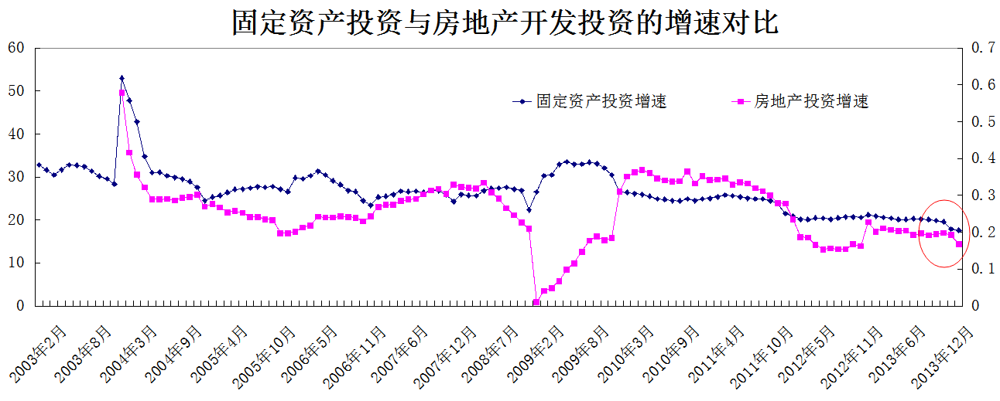 固定资产投资与房地产开发投资的增速对比
固定资产投资增速 房地产投资增速
60
50
40
30
20
10
0
0.7
0.6
0.5
0.4
0.3
0.2
0.1
0
2003年2月
2003年8月
2004年3月
2004年9月
2005年4月
2005年10月
2006年5月
2006年11月
2007年6月
2007年12月
2008年7月
2009年2月
2009年8月
2010年3月
2010年9月
2011年4月
2011年10月
2012年5月
2012年11月
2013年6月
2013年12月